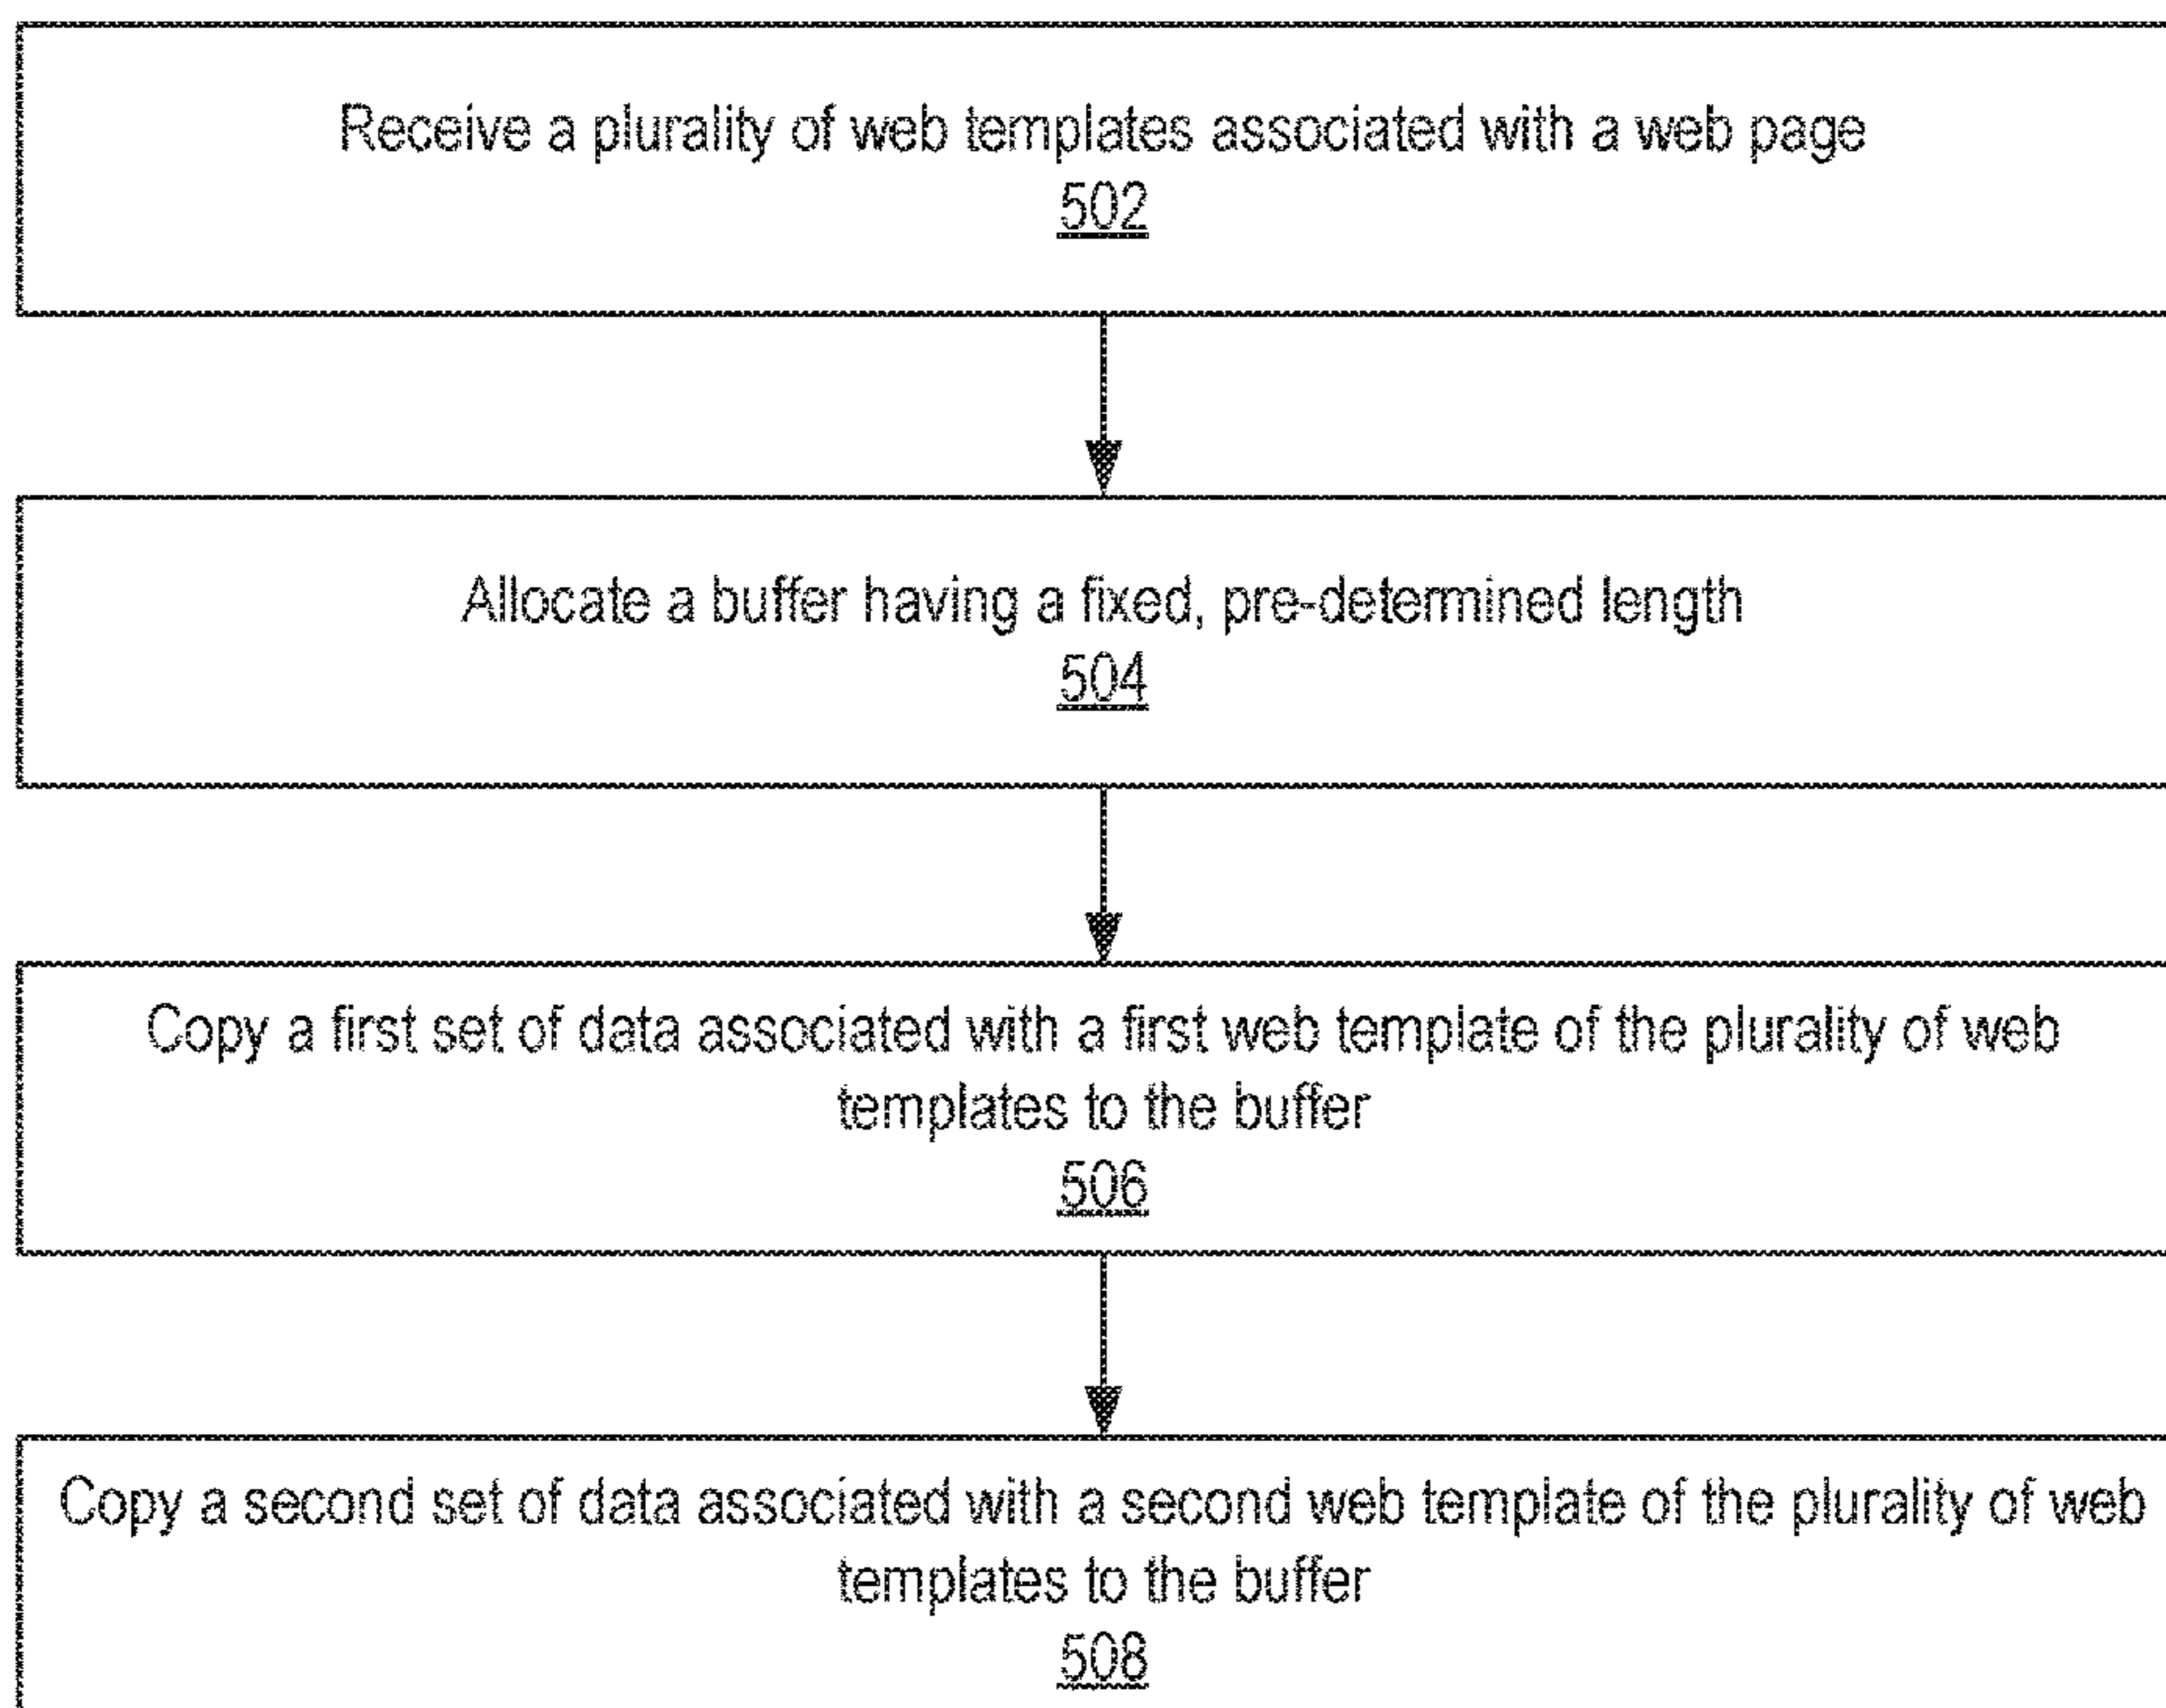 Receive a plurality of web templates associated with a web page
502
Allocate a buffer having a fixed, pre-determined length
504
Copy a first set of data associated with a first web template of the plurality of web
templates to the buffer
506
Copy a second set of data associated with a second web template of the plurality of web
templates to the buffer
508